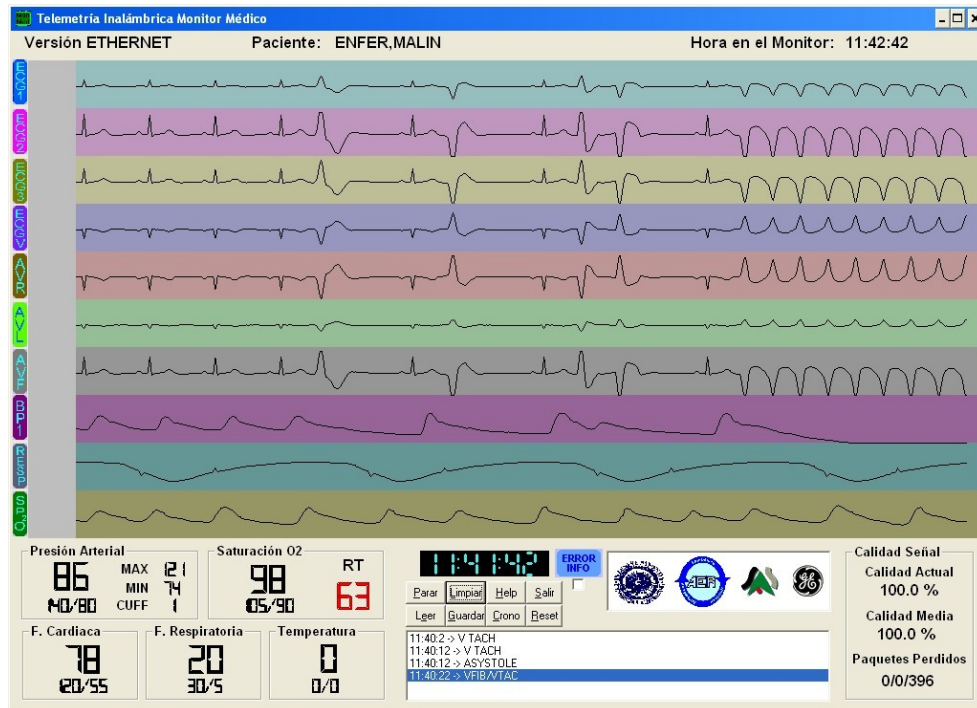 Telemetría Inalámbrica Monitor Médico
Versión ETHERNET Paciente: ENFER,MALIN Hora en el Monitor: 11:42:42
ECG1
ECG2
ECG3
ECGV
AVR
AVL
AVF
BP1
RESP
SPO2
Presión Arterial
86 MAX 121
MIN 74
140/80 CUFF 1
Saturación O2
98 RT
105/90 63
F. Cardiaca
78
120/55
F. Respiratoria
20
30/5
Temperatura
0
0/0
11:41:42
ERROR INFO
Parar Limpiar Help Salir
Leer Guardar Crono Reset
11:40:2 -> V TACH
11:40:12 -> V TACH
11:40:12 -> ASYSTOLE
11:40:22 -> VFIB/VTAC
AER
Calidad Señal
Calidad Actual
100.0 %
Calidad Media
100.0 %
Paquetes Perdidos
0/0/396